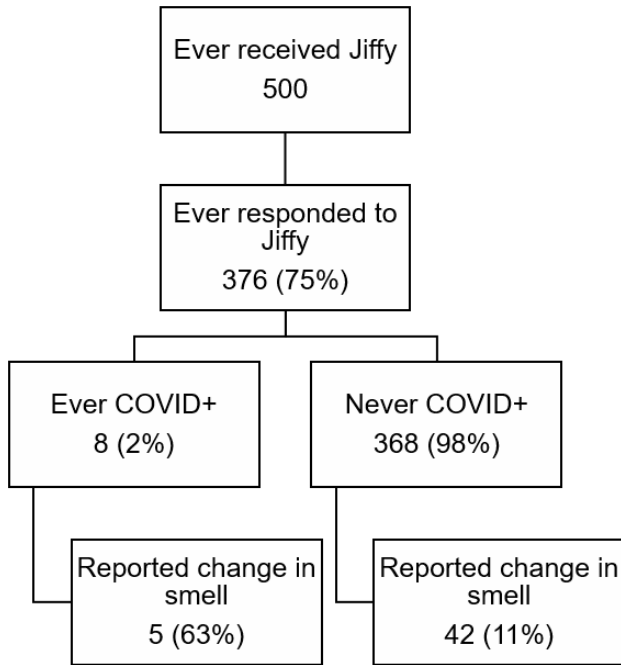 Ever received Jiffy
500
Ever responded to
Jiffy
376 (75%)
Ever COVID+
8 (2%)
Never COVID+
368 (98%)
Reported change in
smell
5 (63%)
Reported change in
smell
42 (11%)